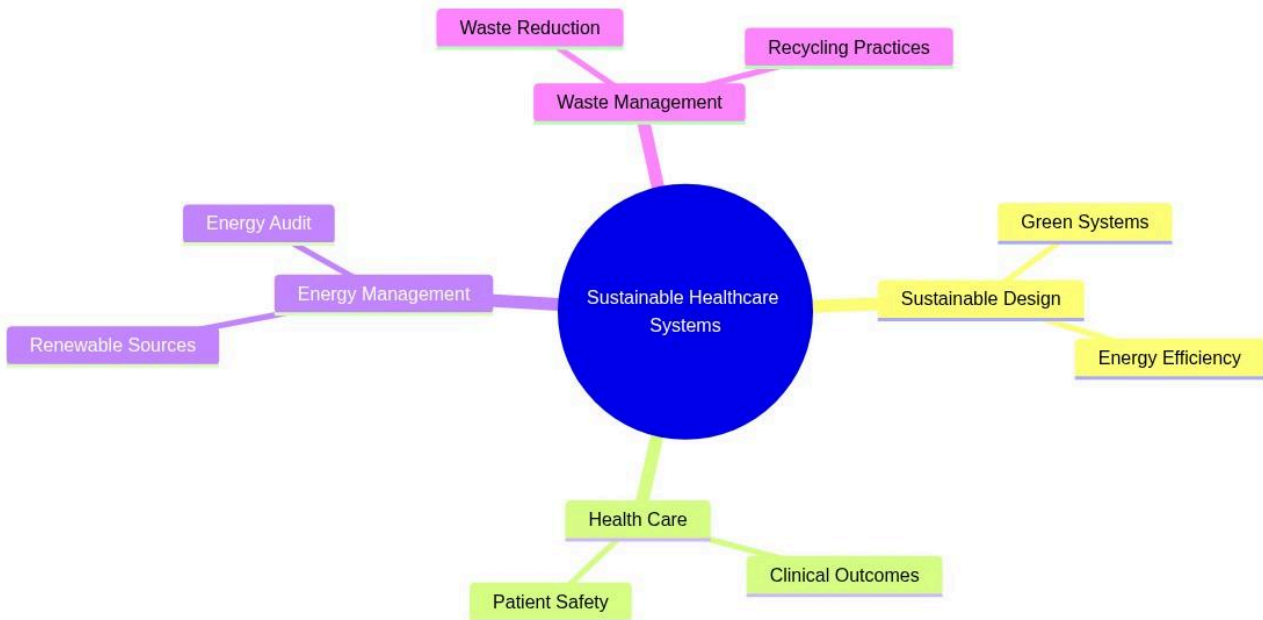 Waste Reduction
Recycling Practices
Waste Management
Energy Audit
Green Systems
Energy Management
Sustainable Healthcare
Systems
Sustainable Design
Renewable Sources
Energy Efficiency
Health Care
Clinical Outcomes
Patient Safety